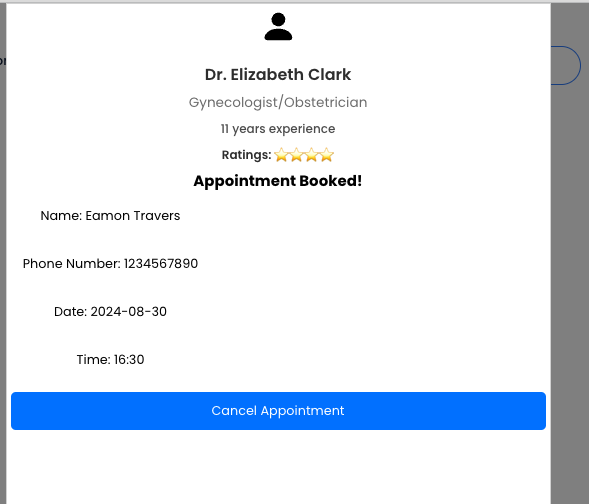 Dr. Elizabeth Clark
Gynecologist/Obstetrician
11 years experience
Ratings: ⭐⭐⭐⭐
Appointment Booked!
Name: Eamon Travers
Phone Number: 1234567890
Date: 2024-08-30
Time: 16:30
Cancel Appointment